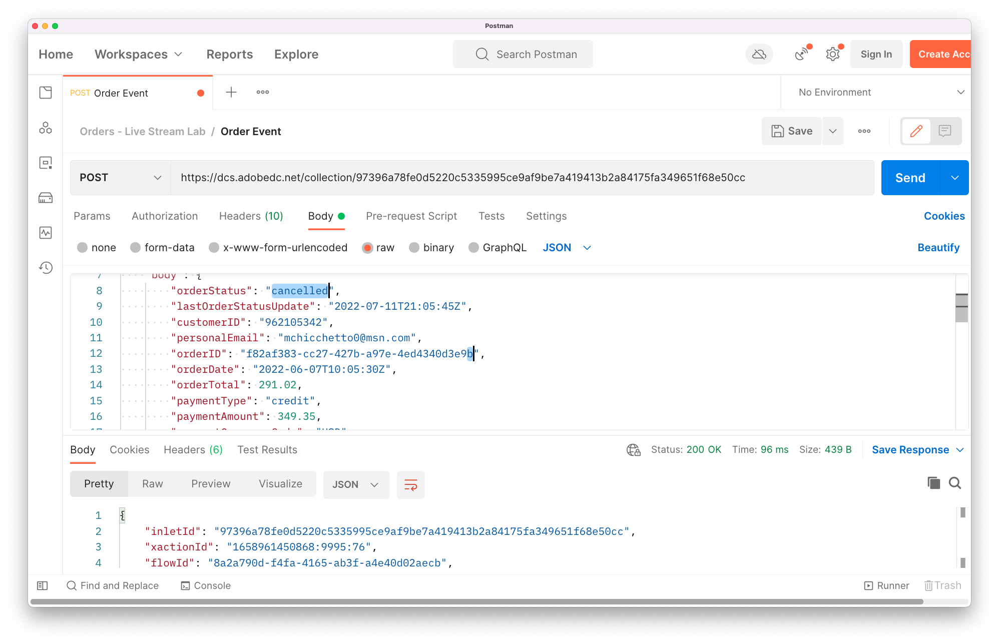 Postman
Home Workspaces Reports Explore Search Postman Sign In Create Acc
POST Order Event No Environment
Orders - Live Stream Lab / Order Event Save
POST https://dcs.adobedc.net/collection/97396a78fe0d5220c5335995ce9af9be7a419413b2a84175fa349651f68e50cc Send
Params Authorization Headers (10) Body Pre-request Script Tests Settings Cookies
none form-data x-www-form-urlencoded raw binary GraphQL JSON Beautify
7 "body": {
8 "orderStatus": "cancelled",
9 "lastOrderStatusUpdate": "2022-07-11T21:05:45Z",
10 "customerID": "962105342",
11 "personalEmail": "mchicchetto0@msn.com",
12 "orderID": "f82af383-cc27-427b-a97e-4ed4340d3e9b",
13 "orderDate": "2022-06-07T10:05:30Z",
14 "orderTotal": 291.02,
15 "paymentType": "credit",
16 "paymentAmount": 349.35,
Body Cookies Headers (6) Test Results Status: 200 OK Time: 96 ms Size: 439 B Save Response
Pretty Raw Preview Visualize JSON
1 {
2 "inletId": "97396a78fe0d5220c5335995ce9af9be7a419413b2a84175fa349651f68e50cc",
3 "xactionId": "1658961450868:9995:76",
4 "flowId": "8a2a790d-f4fa-4165-ab3f-a4e40d02aecb",
Find and Replace Console Runner Trash